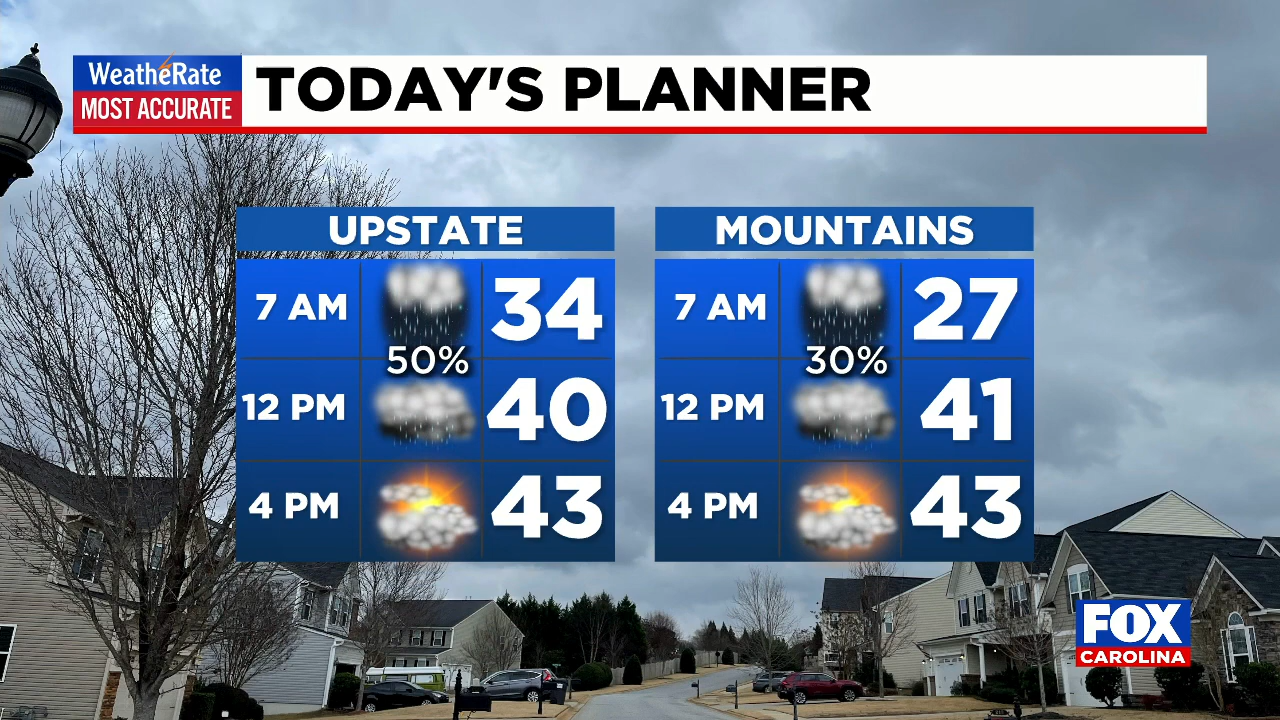 WeatheRate
MOST ACCURATE
TODAY'S PLANNER
UPSTATE
7 AM 34
50%
12 PM 40
4 PM 43
MOUNTAINS
7 AM 27
30%
12 PM 41
4 PM 43
FOX
CAROLINA